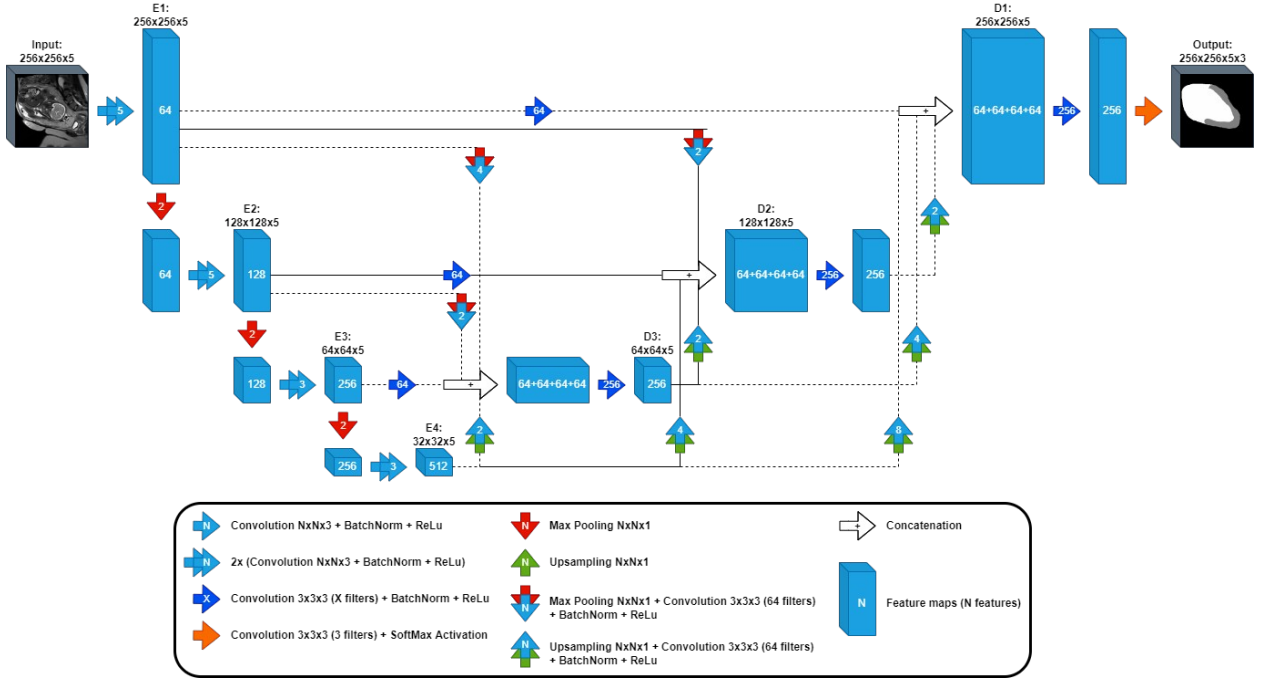 E1:
256x256x5
D1:
256x256x5
Input:
256x256x5
Output:
256x256x5x3
5
64
64
+
64+64+64+64
256
256
4
2
2
E2:
128x128x5
D2:
128x128x5
2
64
5
128
64
+
64+64+64+64
256
256
2
2
E3:
64x64x5
D3:
64x64x5
2
4
128
3
256
64
+
64+64+64+64
256
256
2
E4:
32x32x5
2
4
8
256
3
512
N
Convolution NxNx3 + BatchNorm + ReLu
N
Max Pooling NxNx1
+
Concatenation
N
2x (Convolution NxNx3 + BatchNorm + ReLu)
N
Upsampling NxNx1
X
Convolution 3x3x3 (X filters) + BatchNorm + ReLu
N
Max Pooling NxNx1 + Convolution 3x3x3 (64 filters)
+ BatchNorm + ReLu
N
Feature maps (N features)
Convolution 3x3x3 (3 filters) + SoftMax Activation
N
Upsampling NxNx1 + Convolution 3x3x3 (64 filters)
+ BatchNorm + ReLu